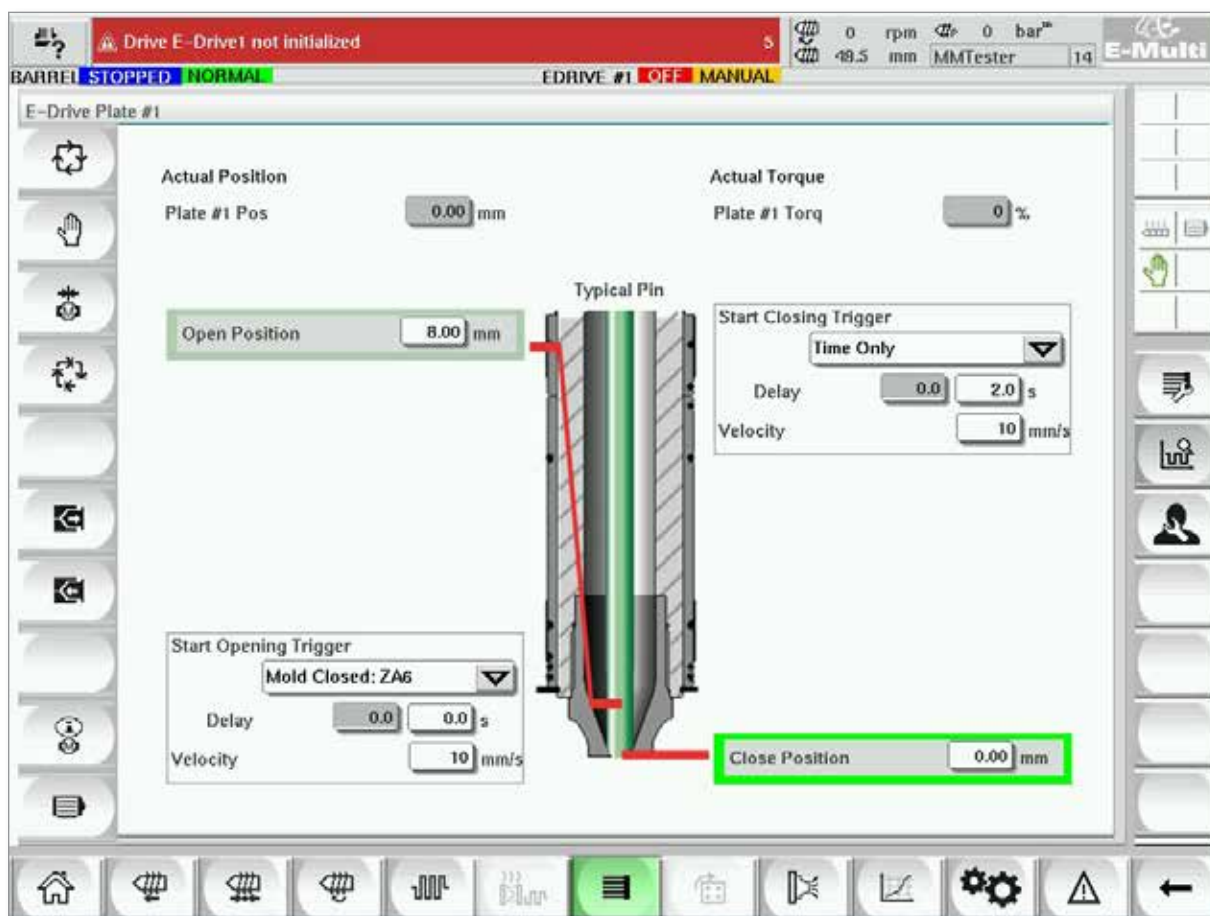 Drive E-Drive1 not initialized 5
0 rpm 0 bar
48.5 mm MMTester 14
E-Multi
BARREL STOPPED NORMAL EDRIVE #1 OFF MANUAL
E-Drive Plate #1
Actual Position
Plate #1 Pos 0.00 mm
Actual Torque
Plate #1 Torq 0 %
Typical Pin
Open Position 8.00 mm
Start Closing Trigger
Time Only
Delay 0.0 2.0 s
Velocity 10 mm/s
Start Opening Trigger
Mold Closed: ZA6
Delay 0.0 0.0 s
Velocity 10 mm/s
Close Position 0.00 mm